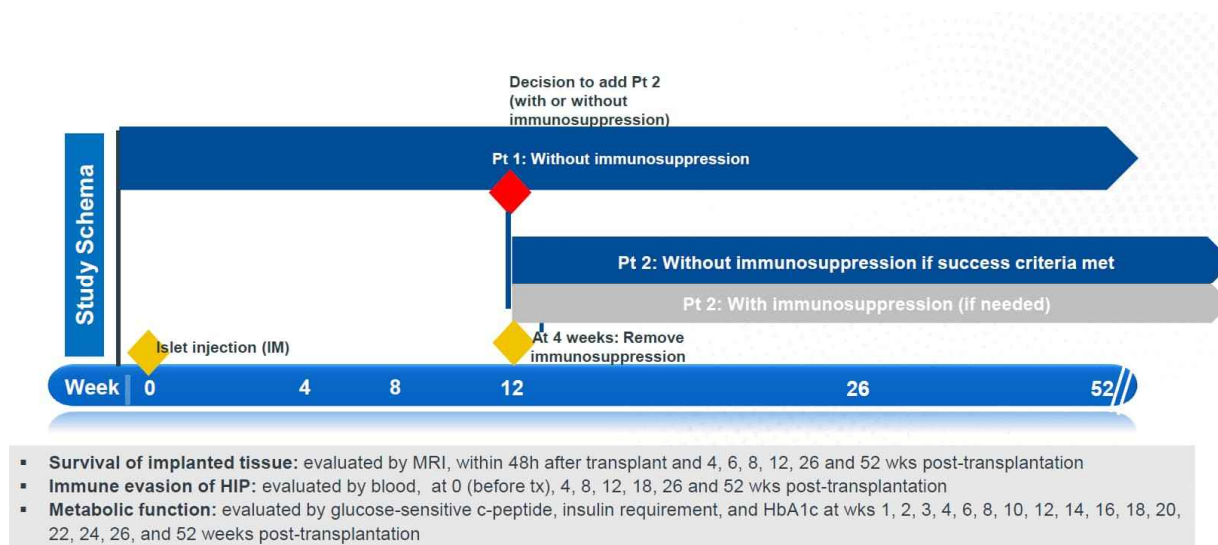 Decision to add Pt 2
(with or without
immunosuppression)
Study Schema
Pt 1: Without immunosuppression
Pt 2: Without immunosuppression if success criteria met
Pt 2: With immunosuppression (if needed)
Islet injection (IM)
At 4 weeks: Remove
immunosuppression
Week 0 4 8 12 26 52
▪ Survival of implanted tissue: evaluated by MRI, within 48h after transplant and 4, 6, 8, 12, 26 and 52 wks post-transplantation
▪ Immune evasion of HIP: evaluated by blood, at 0 (before tx), 4, 8, 12, 18, 26 and 52 wks post-transplantation
▪ Metabolic function: evaluated by glucose-sensitive c-peptide, insulin requirement, and HbA1c at wks 1, 2, 3, 4, 6, 8, 10, 12, 14, 16, 18, 20,
22, 24, 26, and 52 weeks post-transplantation